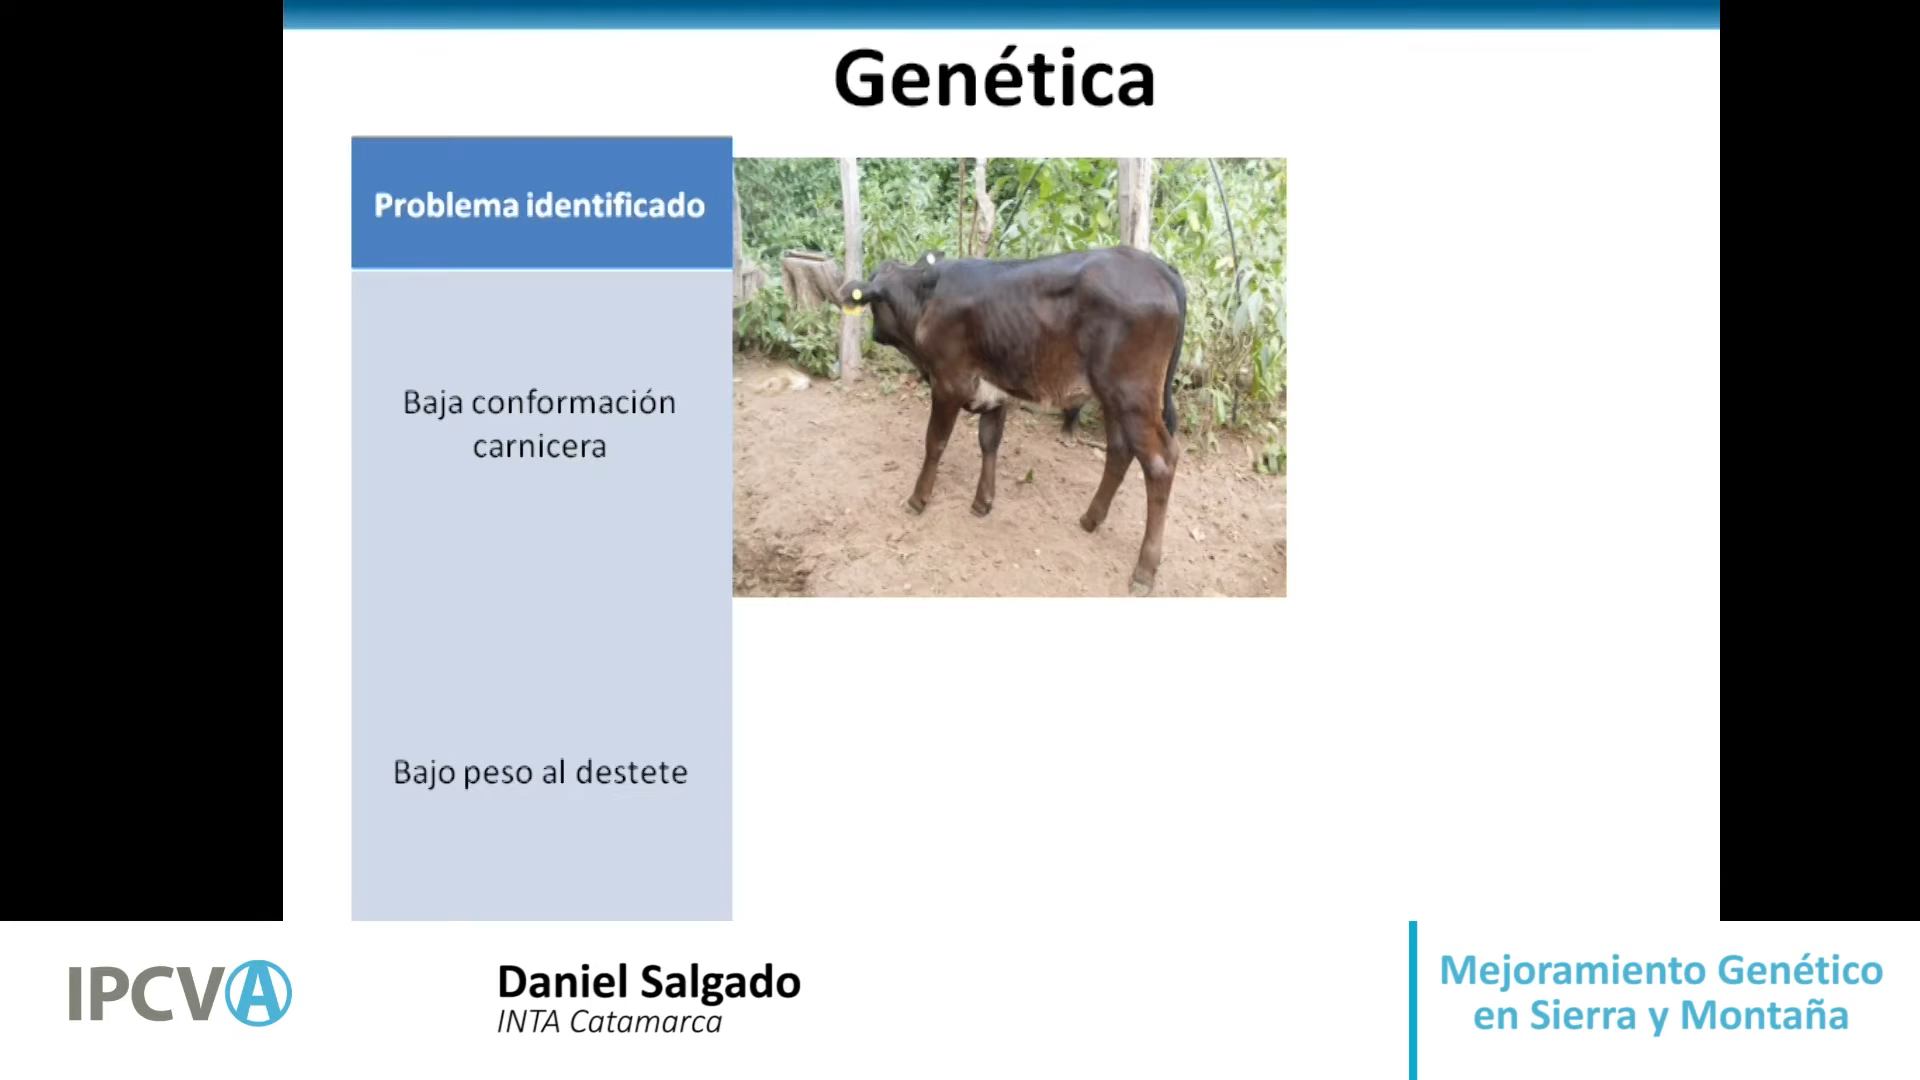 Genética
Problema identificado
Baja conformación
carnicera
Bajo peso al destete
IPCVA
Daniel Salgado
INTA Catamarca
Mejoramiento Genético
en Sierra y Montaña